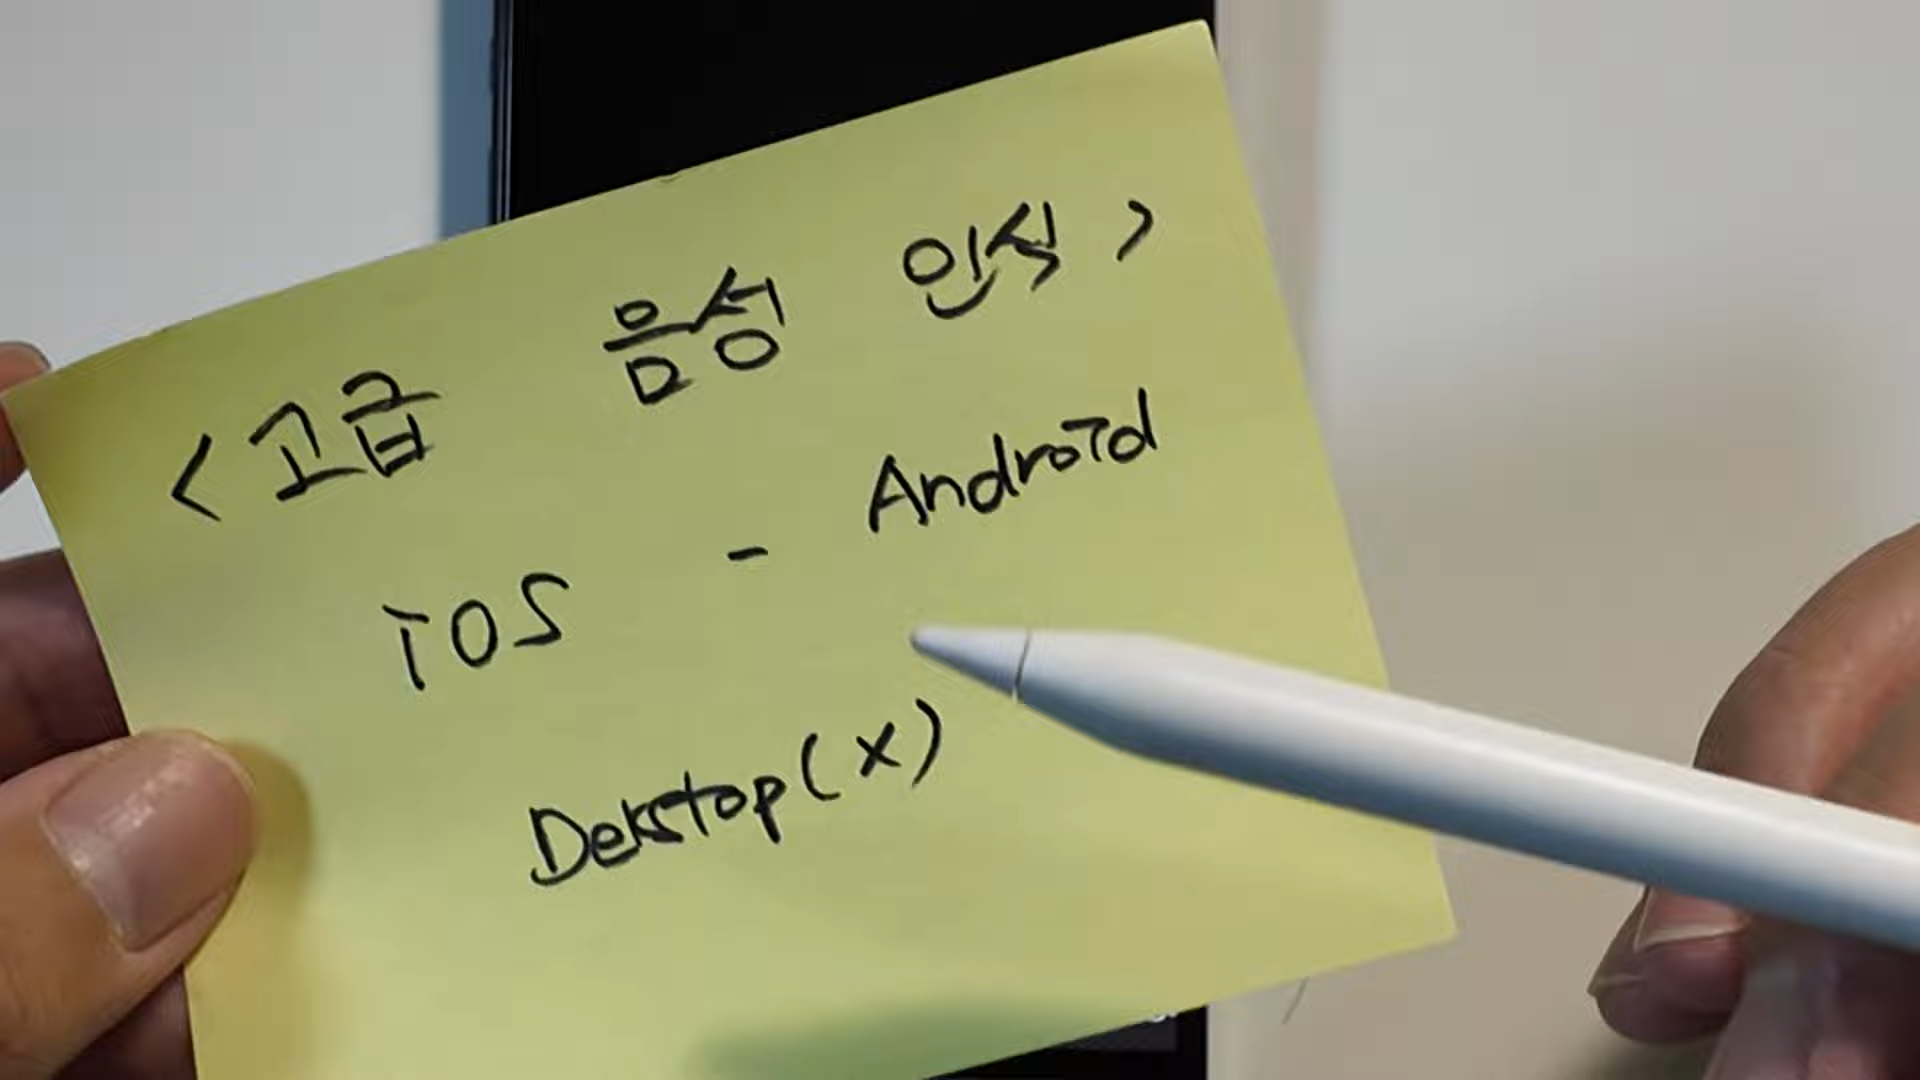 <고급 음성 인식>
iOS - Android
Dekstop(X)